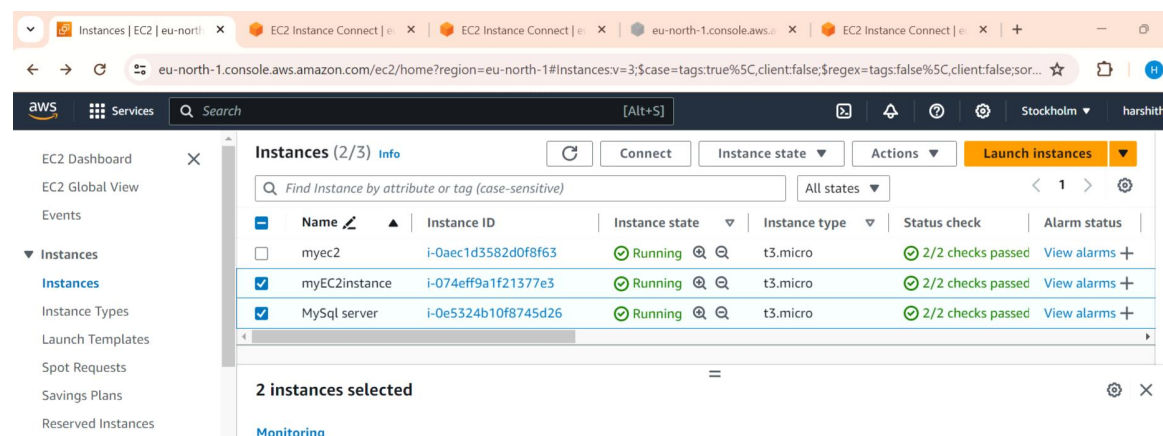 Instances | EC2 | eu-north
EC2 Instance Connect | e
EC2 Instance Connect | e
eu-north-1.console.aws.a
EC2 Instance Connect | e
eu-north-1.console.aws.amazon.com/ec2/home?region=eu-north-1#Instances:v=3;$case=tags:true%5C,client:false;$regex=tags:false%5C,client:false;sor...
H
aws Services Search [Alt+S] Stockholm harshith
EC2 Dashboard
EC2 Global View
Events
Instances
Instances
Instance Types
Launch Templates
Spot Requests
Savings Plans
Reserved Instances
Instances (2/3) Info Connect Instance state Actions Launch instances
Find Instance by attribute or tag (case-sensitive) All states 1
Name Instance ID Instance state Instance type Status check Alarm status
myec2 i-0aec1d3582d0f8f63 Running t3.micro 2/2 checks passed View alarms +
myEC2instance i-074eff9a1f21377e3 Running t3.micro 2/2 checks passed View alarms +
MySql server i-0e5324b10f8745d26 Running t3.micro 2/2 checks passed View alarms +
2 instances selected
Monitoring